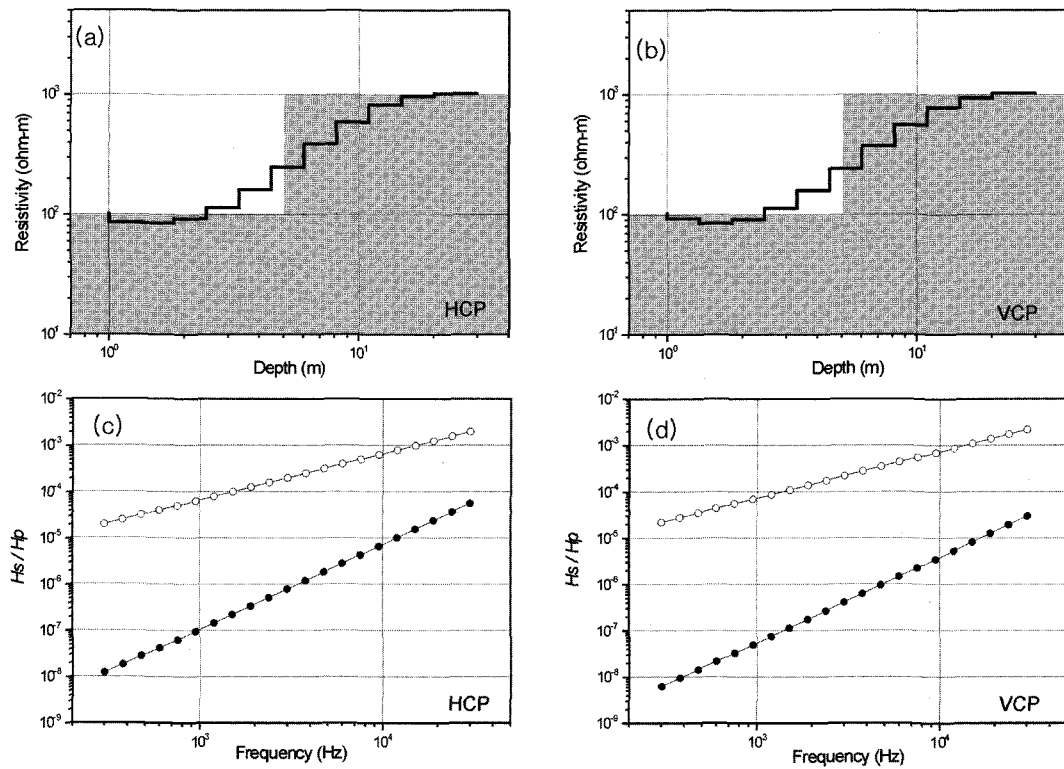 (a)
Resistivity (ohm-m)
10³
10²
10¹
10⁰
10¹
Depth (m)
HCP
(b)
Resistivity (ohm-m)
10³
10²
10¹
10⁰
10¹
Depth (m)
VCP
(c)
Hs / Hp
10⁻²
10⁻³
10⁻⁴
10⁻⁵
10⁻⁶
10⁻⁷
10⁻⁸
10⁻⁹
10³
10⁴
Frequency (Hz)
HCP
(d)
Hs / Hp
10⁻²
10⁻³
10⁻⁴
10⁻⁵
10⁻⁶
10⁻⁷
10⁻⁸
10⁻⁹
10³
10⁴
Frequency (Hz)
VCP